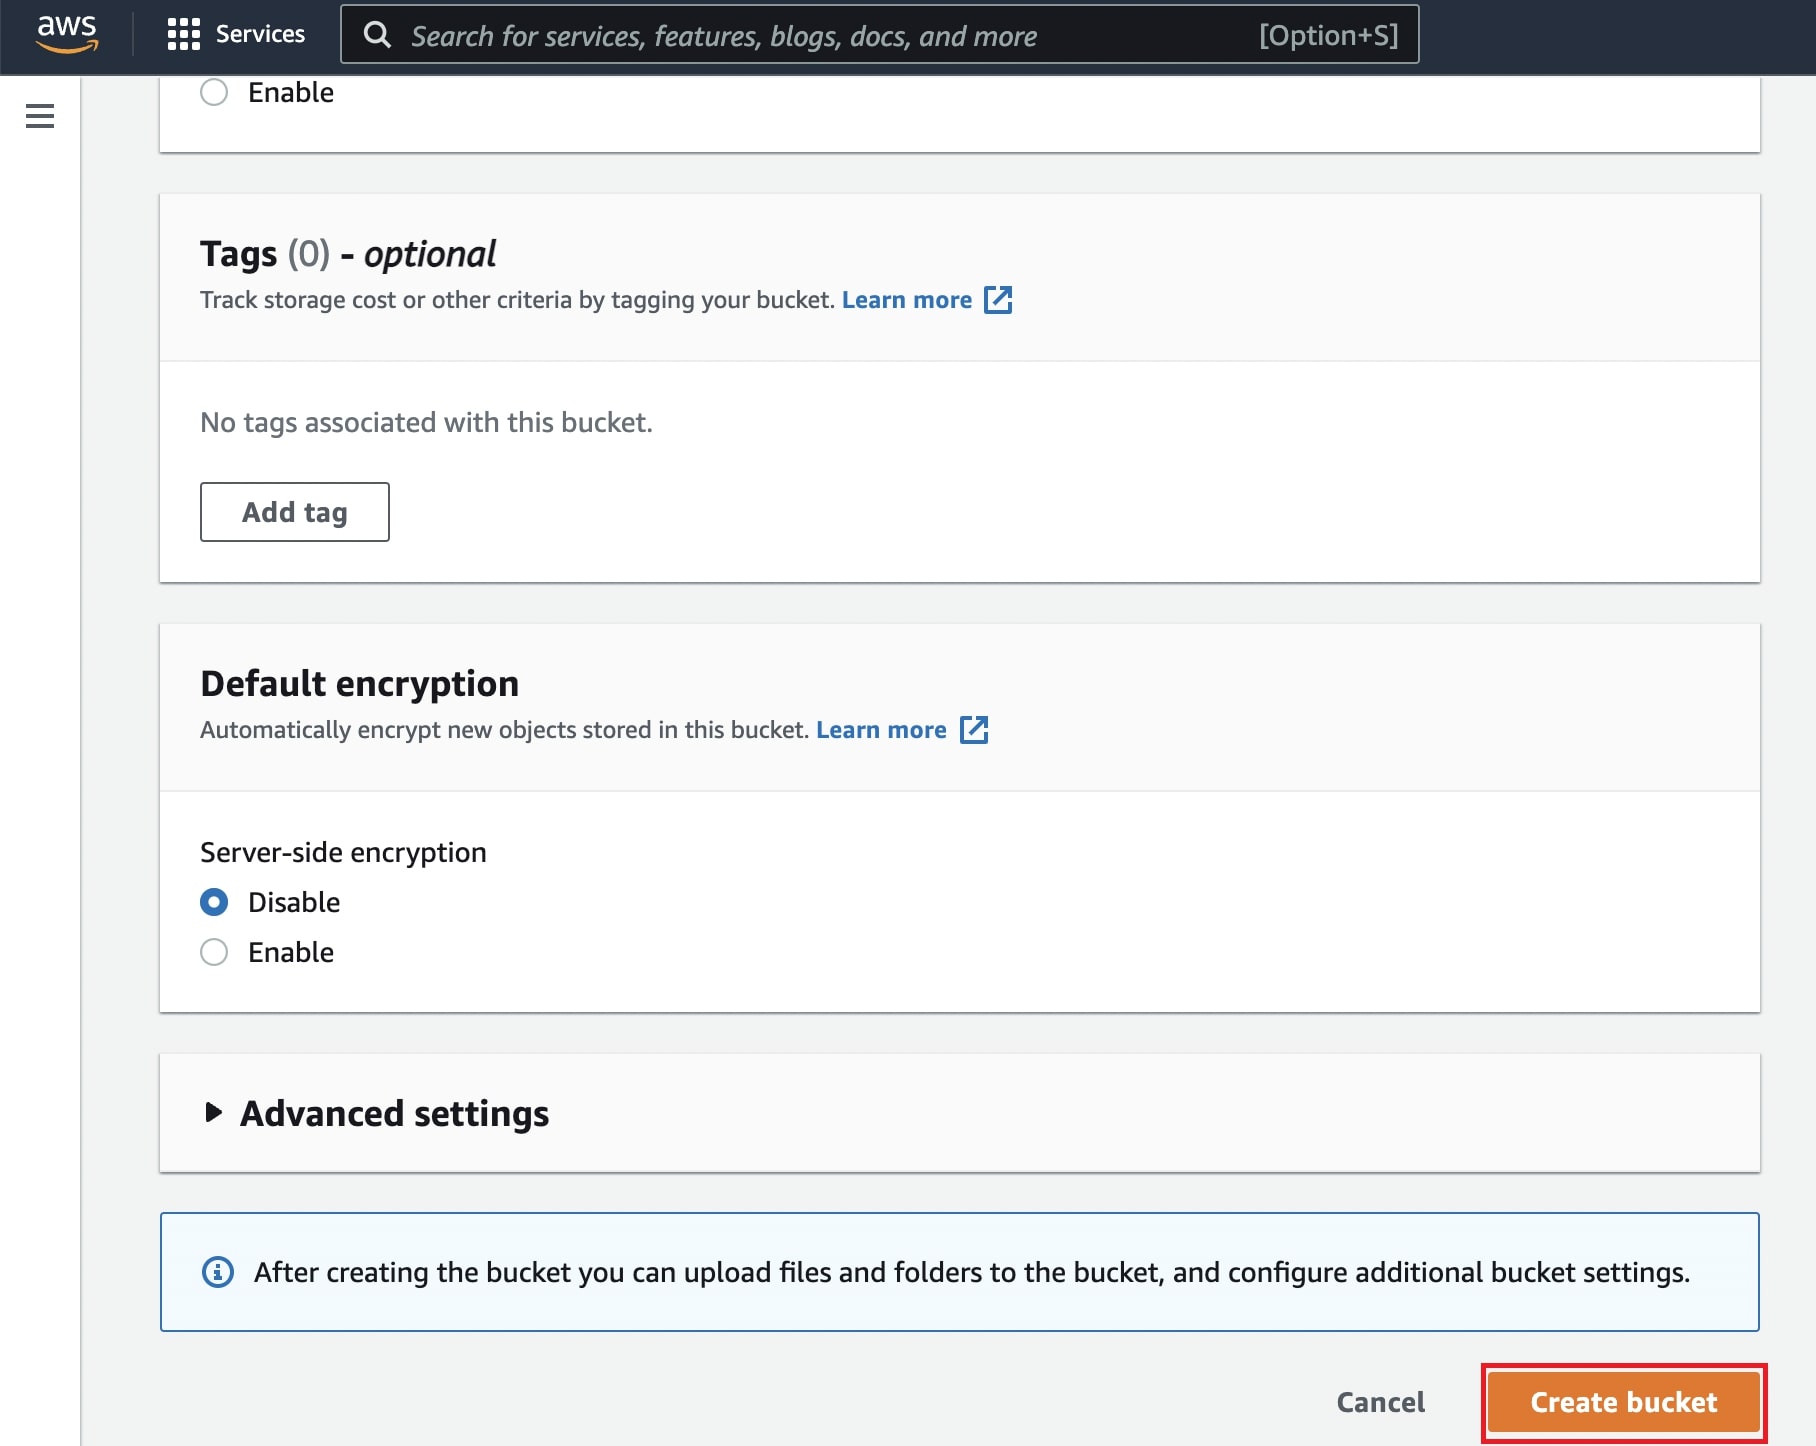 aws
Services
Search for services, features, blogs, docs, and more [Option+S]
Enable
Tags (0) - optional
Track storage cost or other criteria by tagging your bucket. Learn more
No tags associated with this bucket.
Add tag
Default encryption
Automatically encrypt new objects stored in this bucket. Learn more
Server-side encryption
Disable
Enable
Advanced settings
After creating the bucket you can upload files and folders to the bucket, and configure additional bucket settings.
Cancel
Create bucket